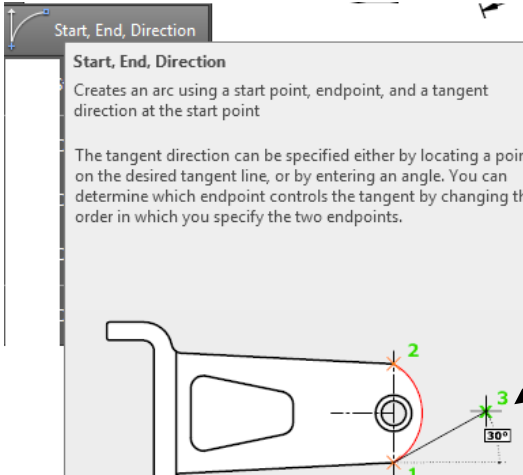 Start, End, Direction
Start, End, Direction
Creates an arc using a start point, endpoint, and a tangent
direction at the start point
The tangent direction can be specified either by locating a poin
on the desired tangent line, or by entering an angle. You can
determine which endpoint controls the tangent by changing th
order in which you specify the two endpoints.
2
3
30°
1